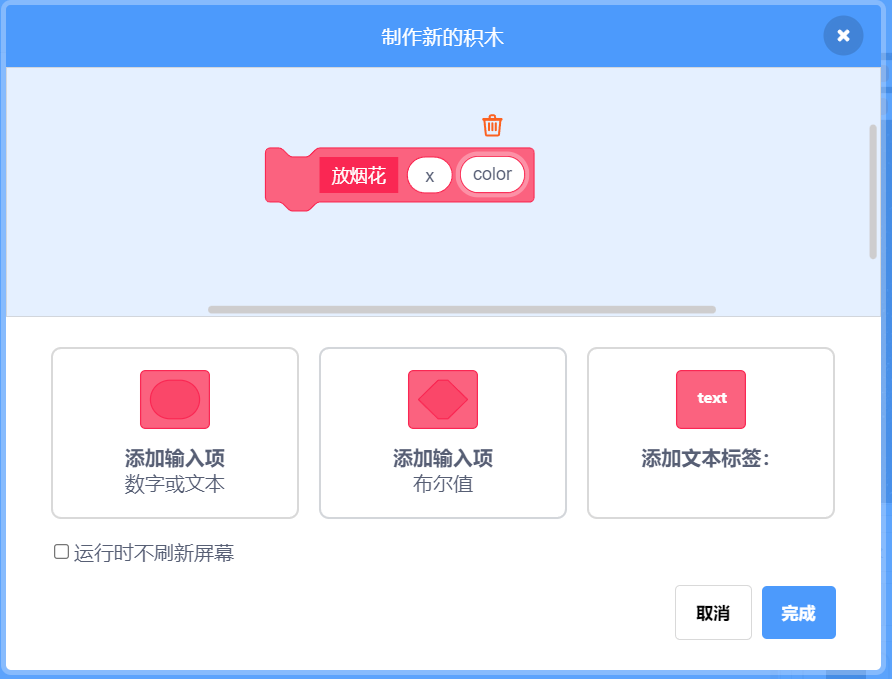 制作新的积木
放烟花 x color
text
添加输入项
数字或文本
添加输入项
布尔值
添加文本标签：
运行时不刷新屏幕
取消 完成